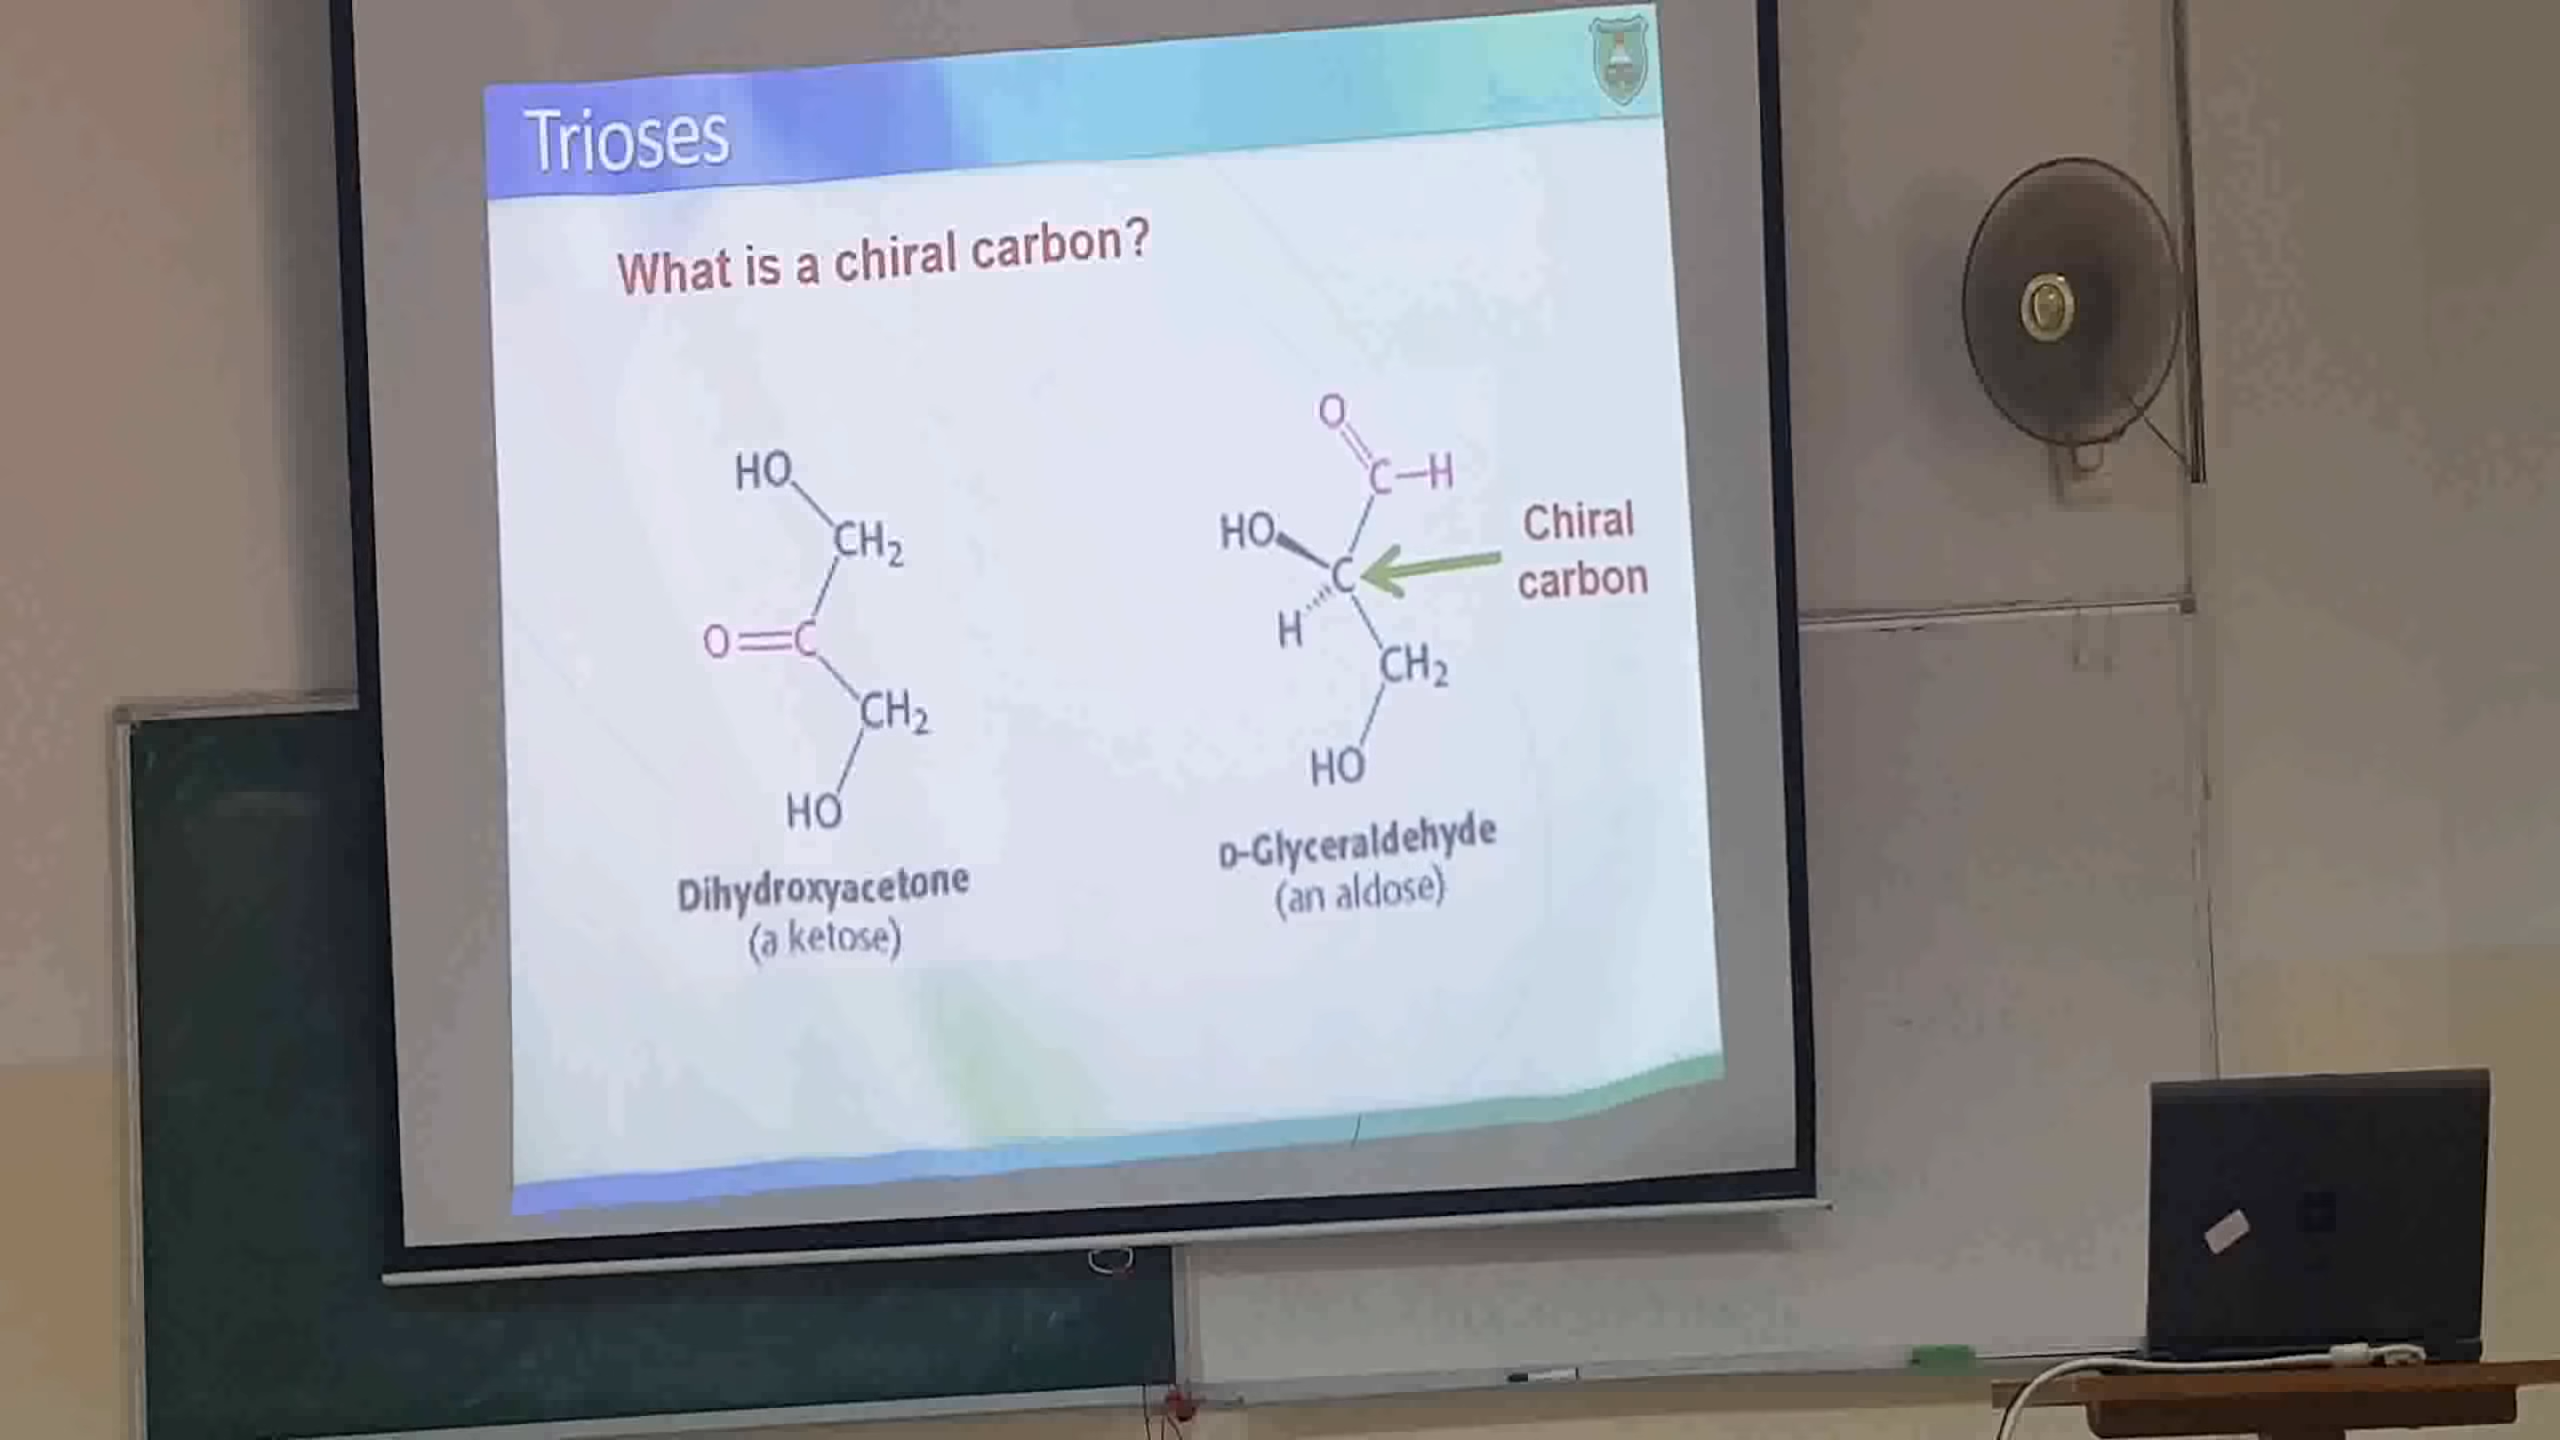 Trioses
What is a chiral carbon?
HO
CH2
O=C
CH2
HO
Dihydroxyacetone
(a ketose)
O
C–H
HO
C
H
CH2
HO
D-Glyceraldehyde
(an aldose)
Chiral
carbon